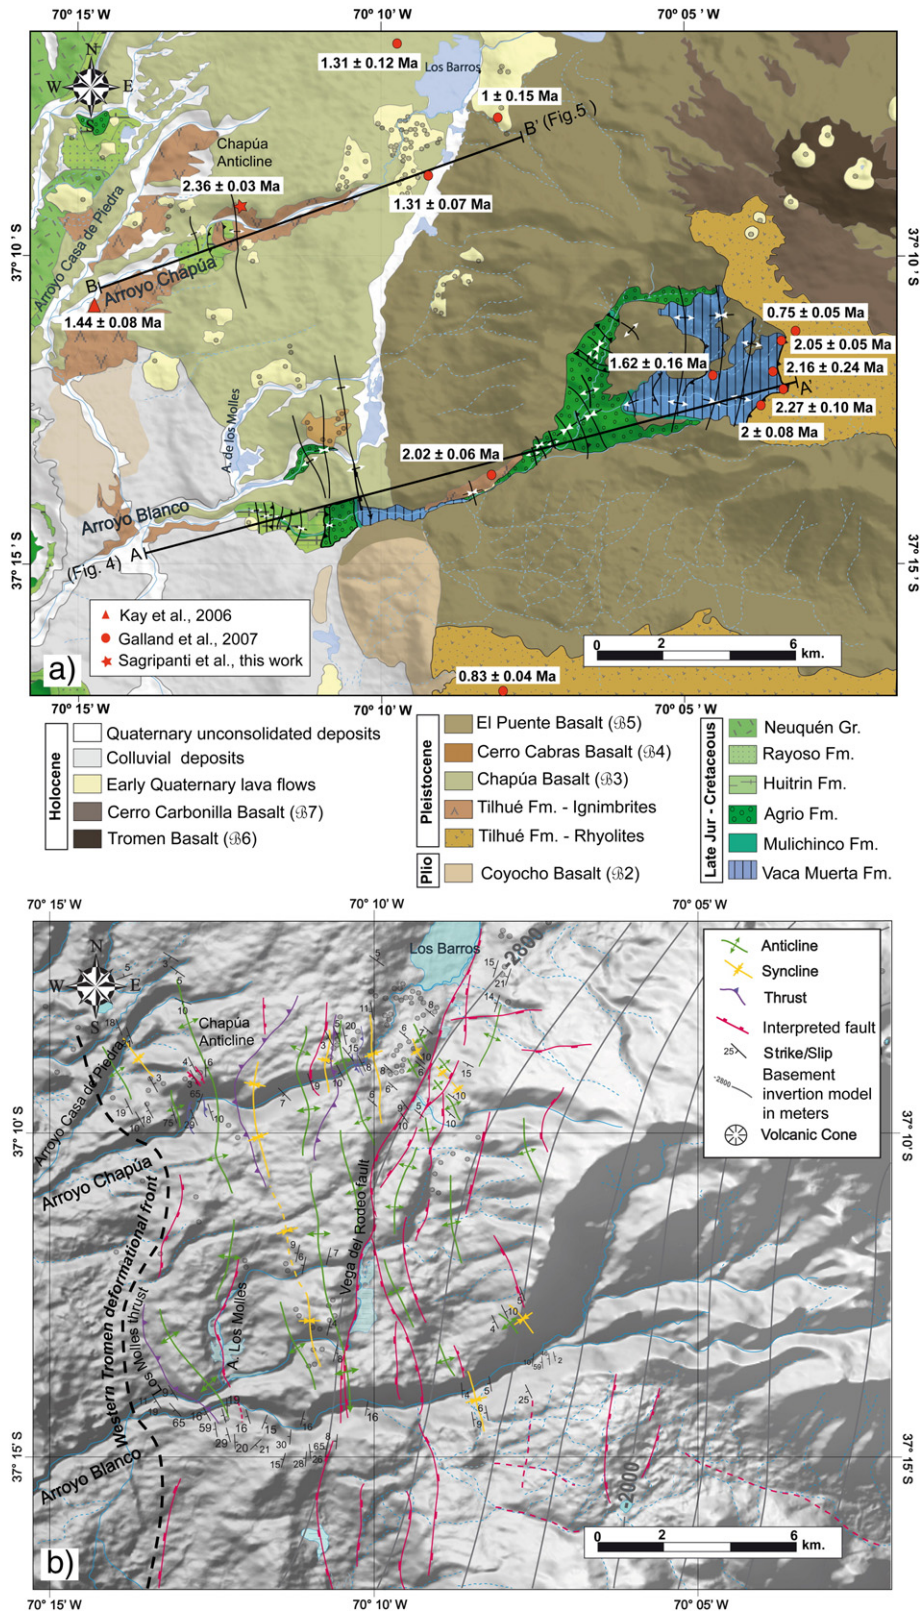 70° 15' W
70° 10' W
70° 05' W
N
W
E
S
1.31 ± 0.12 Ma
Los Barros
1 ± 0.15 Ma
B' (Fig.5 )
Chapúa
Anticline
2.36 ± 0.03 Ma
1.31 ± 0.07 Ma
Arroyo Casa de Piedra
37° 10' S
37° 10' S
B
Arroyo Chapúa
1.44 ± 0.08 Ma
0.75 ± 0.05 Ma
2.05 ± 0.05 Ma
1.62 ± 0.16 Ma
2.16 ± 0.24 Ma
A'
2.27 ± 0.10 Ma
2 ± 0.08 Ma
A. de los Molles
2.02 ± 0.06 Ma
Arroyo Blanco
(Fig. 4)
A
37° 15' S
37° 15' S
Kay et al., 2006
Galland et al., 2007
Sagripanti et al., this work
a)
0 2 6
km.
0.83 ± 0.04 Ma
70° 15' W
70° 10' W
70° 05' W
Holocene
Quaternary unconsolidated deposits
Colluvial deposits
Early Quaternary lava flows
Cerro Carbonilla Basalt (ℬ7)
Tromen Basalt (ℬ6)
Pleistocene
El Puente Basalt (ℬ5)
Cerro Cabras Basalt (ℬ4)
Chapúa Basalt (ℬ3)
Tilhué Fm. - Ignimbrites
Tilhué Fm. - Rhyolites
Plio
Coyocho Basalt (ℬ2)
Late Jur - Cretaceous
Neuquén Gr.
Rayoso Fm.
Huitrin Fm.
Agrio Fm.
Mulichinco Fm.
Vaca Muerta Fm.
70° 15' W
70° 10' W
70° 05' W
N
W
E
S
Los Barros
-2800
Chapúa
Anticline
Anticline
Syncline
Thrust
Interpreted fault
25
Strike/Slip
-2800
Basement
invertion model
in meters
Volcanic Cone
Arroyo Casa de Piedra
37° 10' S
37° 10' S
Arroyo Chapúa
Western Tromen deformational front
Los Molles thrust
A. Los Molles
Vega del Rodeo fault
Arroyo Blanco
37° 15' S
37° 15' S
-2000
b)
0 2 6
km.
70° 15' W
70° 10' W
70° 05' W